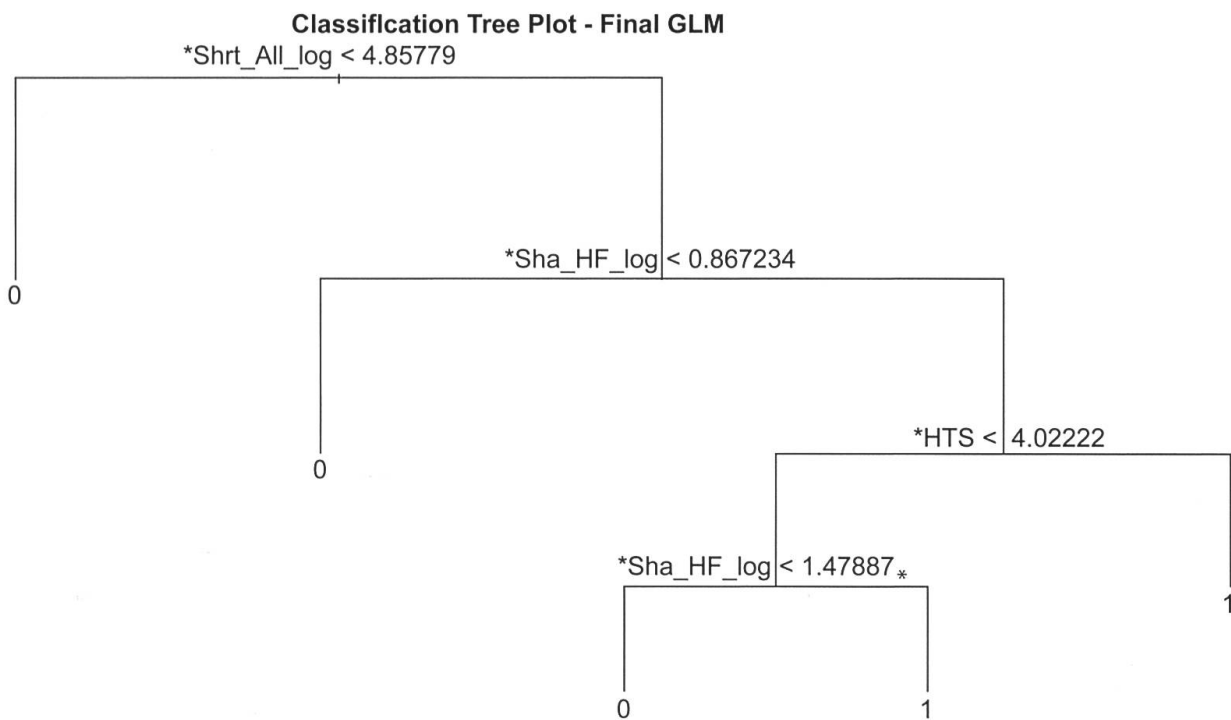 Classiflcation Tree Plot - Final GLM
*Shrt_All_log < 4.85779
*Sha_HF_log < 0.867234
0
*HTS < 4.02222
0
*Sha_HF_log < 1.47887*
1
0
1